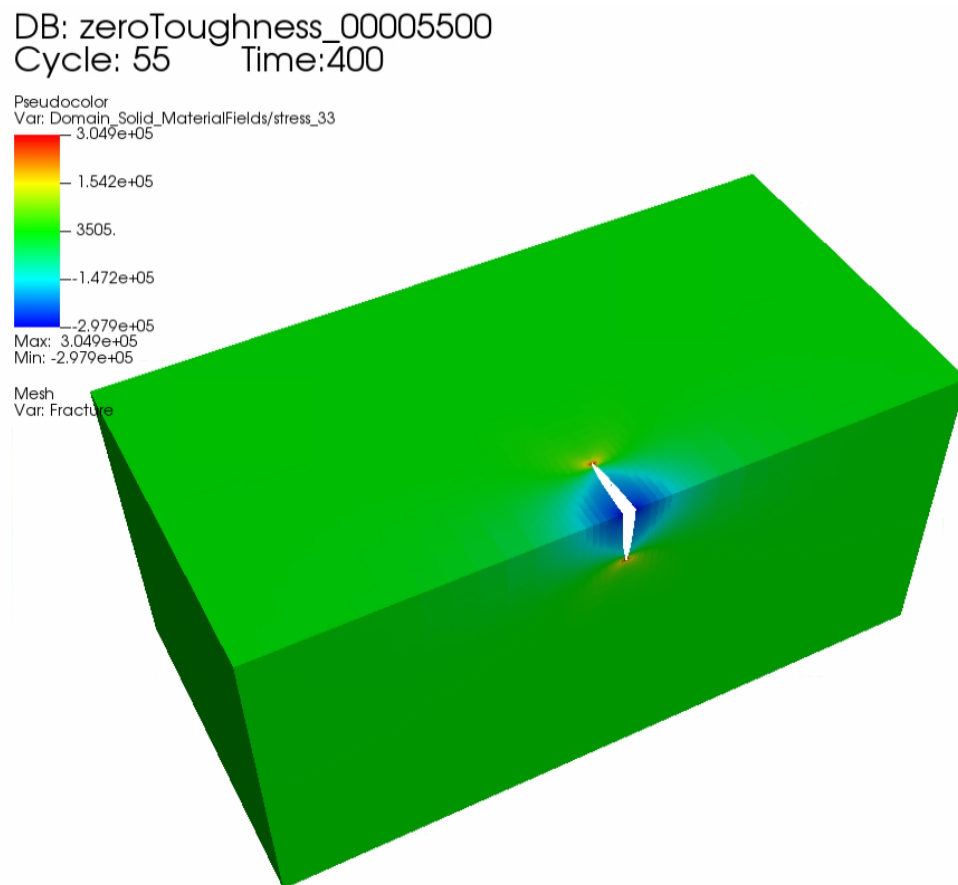 DB: zeroToughness_00005500
Cycle: 55 Time:400
Pseudocolor
Var: Domain_Solid_MaterialFields/stress_33
3.049e+05
1.542e+05
3505.
-1.472e+05
-2.979e+05
Max: 3.049e+05
Min: -2.979e+05
Mesh
Var: Fracture